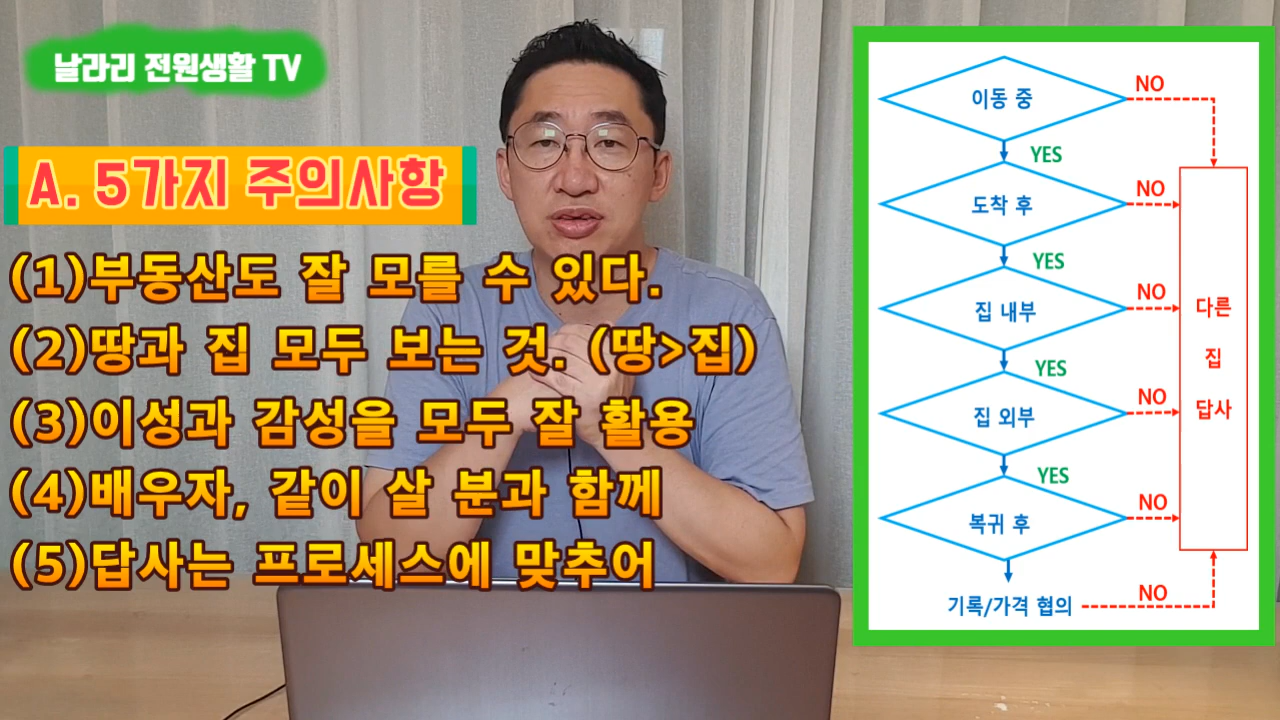 날라리 전원생활 TV
A. 5가지 주의사항
(1)부동산도 잘 모를 수 있다.
(2)땅과 집 모두 보는 것. (땅>집)
(3)이성과 감성을 모두 잘 활용
(4)배우자, 같이 살 분과 함께
(5)답사는 프로세스에 맞추어
이동 중
NO
YES
도착 후
NO
YES
집 내부
NO
YES
집 외부
NO
YES
복귀 후
NO
기록/가격 협의
NO
다른
집
답사